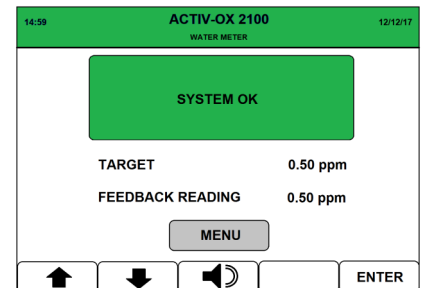 14:59 ACTIV-OX 2100 12/12/17
WATER METER
SYSTEM OK
TARGET 0.50 ppm
FEEDBACK READING 0.50 ppm
MENU
ENTER